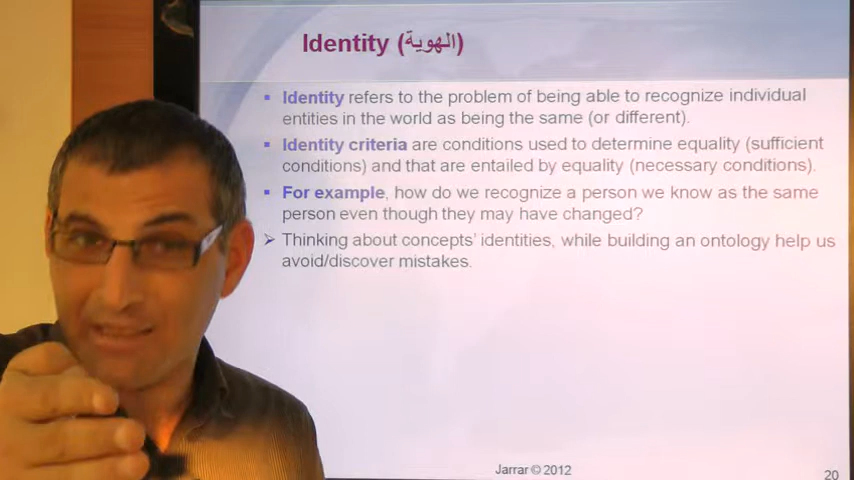 Identity (الهوية)
Identity refers to the problem of being able to recognize individual
entities in the world as being the same (or different).
Identity criteria are conditions used to determine equality (sufficient
conditions) and that are entailed by equality (necessary conditions).
For example, how do we recognize a person we know as the same
person even though they may have changed?
Thinking about concepts' identities, while building an ontology help us
avoid/discover mistakes.
Jarrar © 2012
20